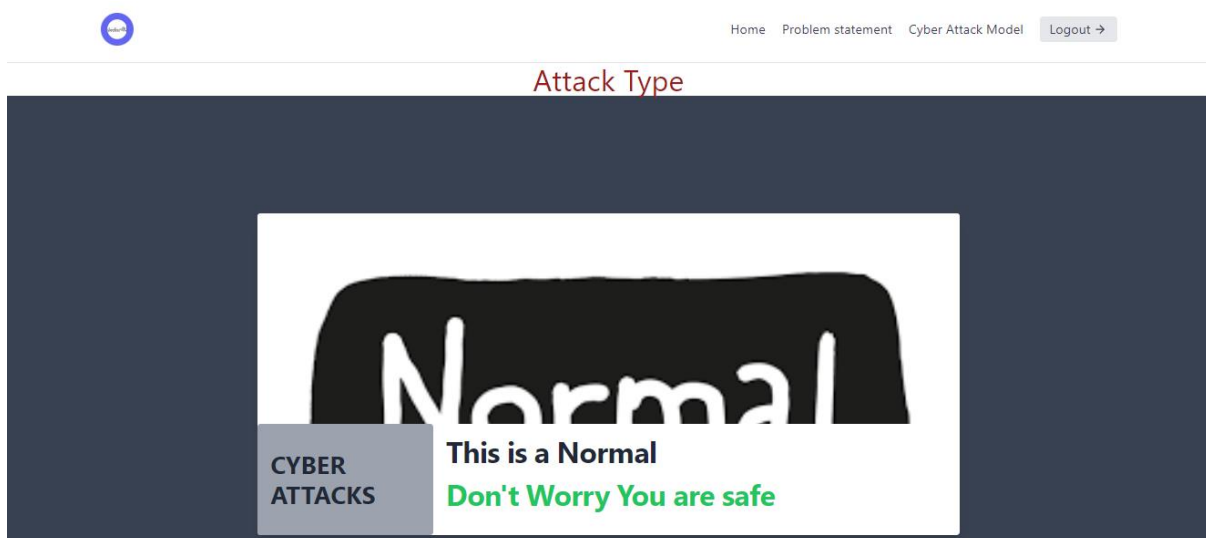 Home Problem statement Cyber Attack Model Logout →
Attack Type
Normal
CYBER
ATTACKS
This is a Normal
Don't Worry You are safe